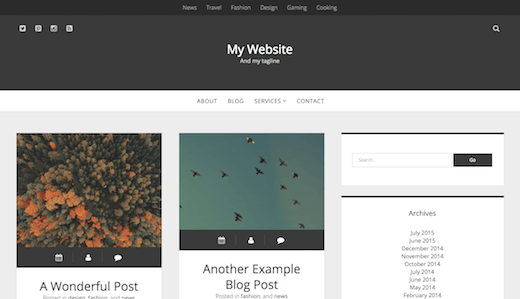 News Travel Fashion Design Gaming Cooking
My Website
And my tagline
ABOUT BLOG SERVICES CONTACT
Search... Go
Archives
July 2015
June 2015
December 2014
November 2014
October 2014
July 2014
June 2014
May 2014
February 2014
A Wonderful Post
Posted in design, fashion, and news
Another Example
Blog Post
Posted in fashion, and news